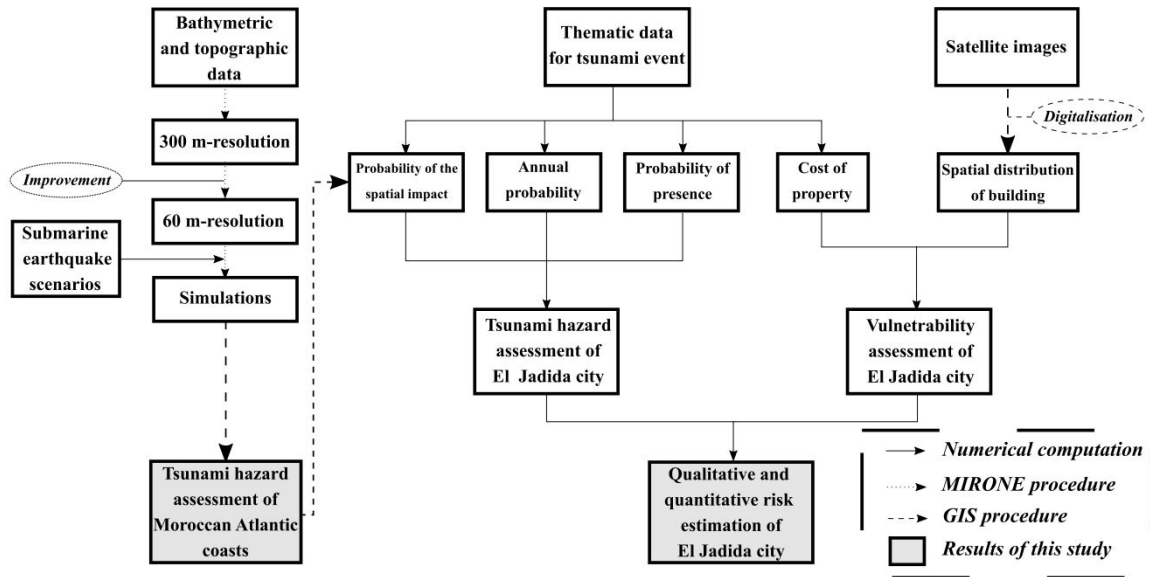 Bathymetric
and topographic
data
300 m-resolution
Improvement
60 m-resolution
Submarine
earthquake
scenarios
Simulations
Tsunami hazard
assessment of
Moroccan Atlantic
coasts
Thematic data
for tsunami event
Probability of the
spatial impact
Annual
probability
Probability of
presence
Cost of
property
Satellite images
Digitalisation
Spatial distribution
of building
Tsunami hazard
assessment of
El Jadida city
Vulnetrability
assessment of
El Jadida city
Qualitative and
quantitative risk
estimation of
El Jadida city
Numerical computation
MIRONE procedure
GIS procedure
Results of this study